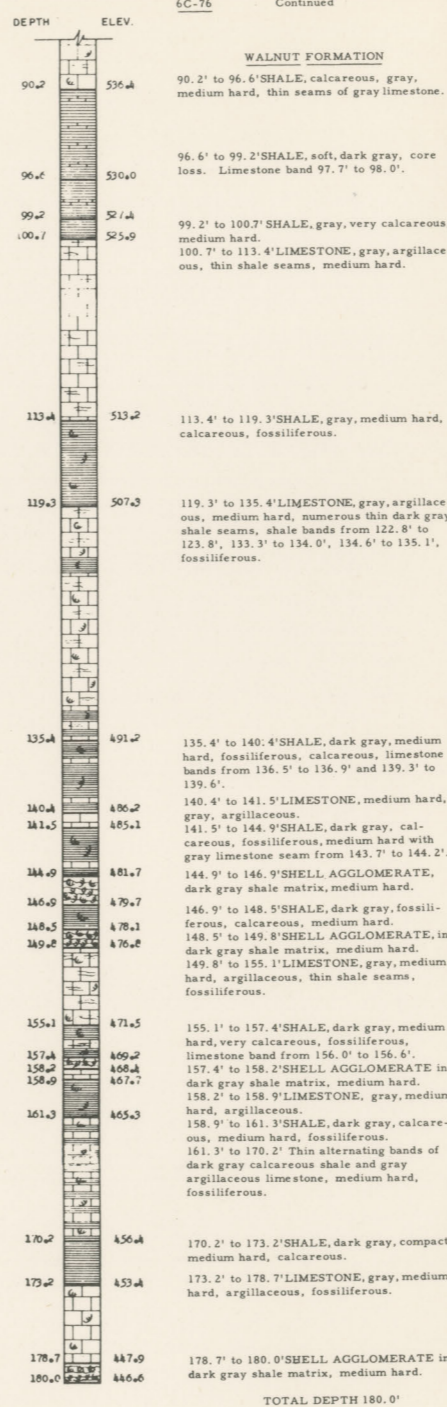 6C-76 Continued
DEPTH ELEV.
WALNUT FORMATION
90.2 536.4 90.2' to 96.6'SHALE, calcareous, gray,
medium hard, thin seams of gray limestone.
96.6 530.0 96.6' to 99.2'SHALE, soft, dark gray, core
loss. Limestone band 97.7' to 98.0'.
99.2 527.4 99.2' to 100.7'SHALE, gray, very calcareous
100.7 525.9 medium hard.
100.7' to 113.4'LIMESTONE, gray, argillace
ous, thin shale seams, medium hard.
113.4 513.2 113.4' to 119.3'SHALE, gray, medium hard,
calcareous, fossiliferous.
119.3 507.3 119.3' to 135.4'LIMESTONE, gray, argillace
ous, medium hard, numerous thin dark gray
shale seams, shale bands from 122.8' to
123.8', 133.3' to 134.0', 134.6' to 135.1',
fossiliferous.
135.4 491.2 135.4' to 140.4'SHALE, dark gray, medium
hard, fossiliferous, calcareous, limestone
bands from 136.5' to 136.9' and 139.3' to
139.6'.
140.4 486.2 140.4' to 141.5'LIMESTONE, medium hard,
gray, argillaceous.
141.5 485.1 141.5' to 144.9'SHALE, dark gray, cal-
careous, fossiliferous, medium hard with
gray limestone seam from 143.7' to 144.2'.
144.9 481.7 144.9' to 146.9'SHELL AGGLOMERATE,
dark gray shale matrix, medium hard.
146.9 479.7 146.9' to 148.5'SHALE, dark gray, fossili-
ferous, calcareous, medium hard.
148.5 478.1 148.5' to 149.8'SHELL AGGLOMERATE, in
149.8 476.8 dark gray shale matrix, medium hard.
149.8' to 155.1'LIMESTONE, gray, medium
hard, argillaceous, thin shale seams,
fossiliferous.
155.1 471.5 155.1' to 157.4'SHALE, dark gray, medium
hard, very calcareous, fossiliferous,
157.4 469.2 limestone band from 156.0' to 156.6'.
158.2 468.4 157.4' to 158.2'SHELL AGGLOMERATE in
158.9 467.7 dark gray shale matrix, medium hard.
158.2' to 158.9'LIMESTONE, gray, medium
161.3 465.3 hard, argillaceous.
158.9' to 161.3'SHALE, dark gray, calcare-
ous, medium hard, fossiliferous.
161.3' to 170.2' Thin alternating bands of
dark gray calcareous shale and gray
argillaceous limestone, medium hard,
fossiliferous.
170.2 456.4 170.2' to 173.2'SHALE, dark gray, compact
medium hard, calcareous.
173.2 453.4 173.2' to 178.7'LIMESTONE, gray, medium
hard, argillaceous, fossiliferous.
178.7 447.9 178.7' to 180.0'SHELL AGGLOMERATE in
180.0 446.6 dark gray shale matrix, medium hard.
TOTAL DEPTH 180.0'